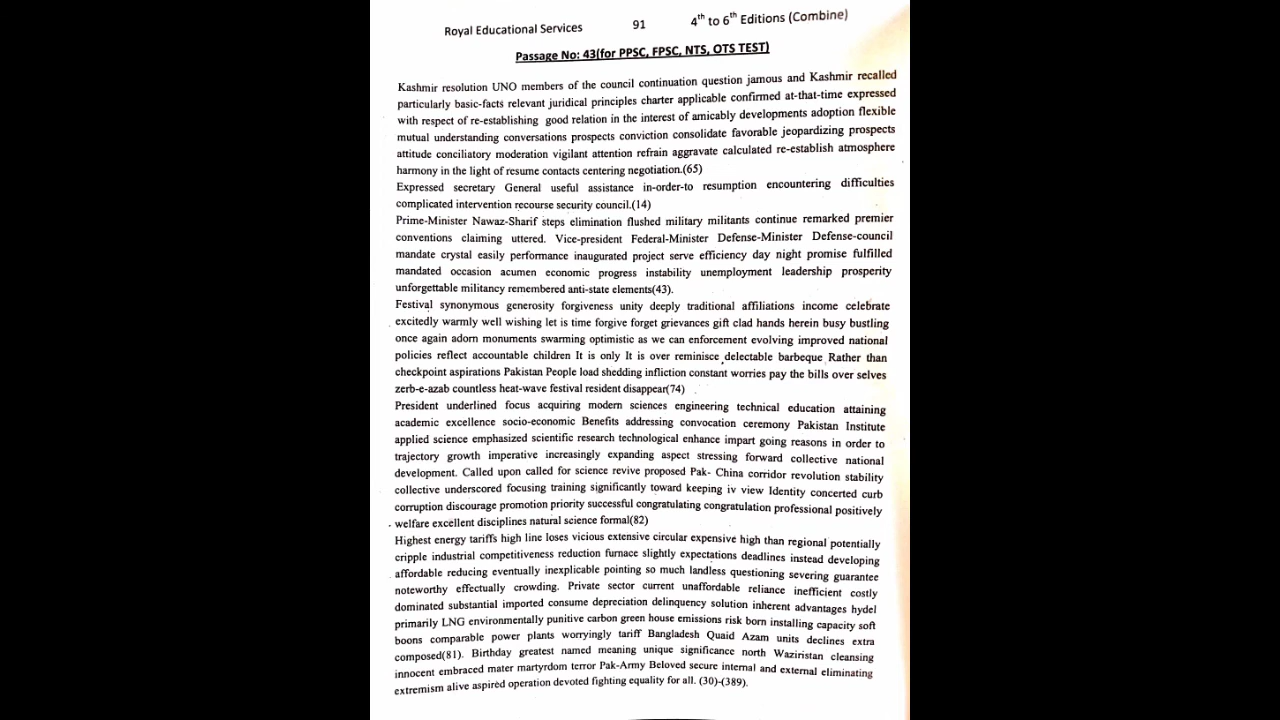 Royal Educational Services 91 4th to 6th Editions (Combine)
Passage No: 43(for PPSC, FPSC, NTS, OTS TEST)
Kashmir resolution UNO members of the council continuation question jamous and Kashmir recalled
particularly basic-facts relevant juridical principles charter applicable confirmed at-that-time expressed
with respect of re-establishing good relation in the interest of amicably developments adoption flexible
mutual understanding conversations prospects conviction consolidate favorable jeopardizing prospects
attitude conciliatory moderation vigilant attention refrain aggravate calculated re-establish atmosphere
harmony in the light of resume contacts centering negotiation.(65)
Expressed secretary General useful assistance in-order-to resumption encountering difficulties
complicated intervention recourse security council.(14)
Prime-Minister Nawaz-Sharif steps elimination flushed military militants continue remarked premier
conventions claiming uttered. Vice-president Federal-Minister Defense-Minister Defense-council
mandate crystal easily performance inaugurated project serve efficiency day night promise fulfilled
mandated occasion acumen economic progress instability unemployment leadership prosperity
unforgettable militancy remembered anti-state elements(43).
Festival synonymous generosity forgiveness unity deeply traditional affiliations income celebrate
excitedly warmly well wishing let is time forgive forget grievances gift clad hands herein busy bustling
once again adorn monuments swarming optimistic as we can enforcement evolving improved national
policies reflect accountable children It is only It is over reminisce delectable barbeque Rather than
checkpoint aspirations Pakistan People load shedding infliction constant worries pay the bills over selves
zerb-e-azab countless heat-wave festival resident disappear(74)
President underlined focus acquiring modern sciences engineering technical education attaining
academic excellence socio-economic Benefits addressing convocation ceremony Pakistan Institute
applied science emphasized scientific research technological enhance impart going reasons in order to
trajectory growth imperative increasingly expanding aspect stressing forward collective national
development. Called upon called for science revive proposed Pak- China corridor revolution stability
collective underscored focusing training significantly toward keeping iv view Identity concerted curb
corruption discourage promotion priority successful congratulating congratulation professional positively
welfare excellent disciplines natural science formal(82)
Highest energy tariffs high line loses vicious extensive circular expensive high than regional potentially
cripple industrial competitiveness reduction furnace slightly expectations deadlines instead developing
affordable reducing eventually inexplicable pointing so much landless questioning severing guarantee
noteworthy effectually crowding. Private sector current unaffordable reliance inefficient costly
dominated substantial imported consume depreciation delinquency solution inherent advantages hydel
primarily LNG environmentally punitive carbon green house emissions risk born installing capacity soft
boons comparable power plants worryingly tariff Bangladesh Quaid Azam units declines extra
composed(81). Birthday greatest named meaning unique significance north Waziristan cleansing
innocent embraced mater martyrdom terror Pak-Army Beloved secure internal and external eliminating
extremism alive aspired operation devoted fighting equality for all. (30)-(389).